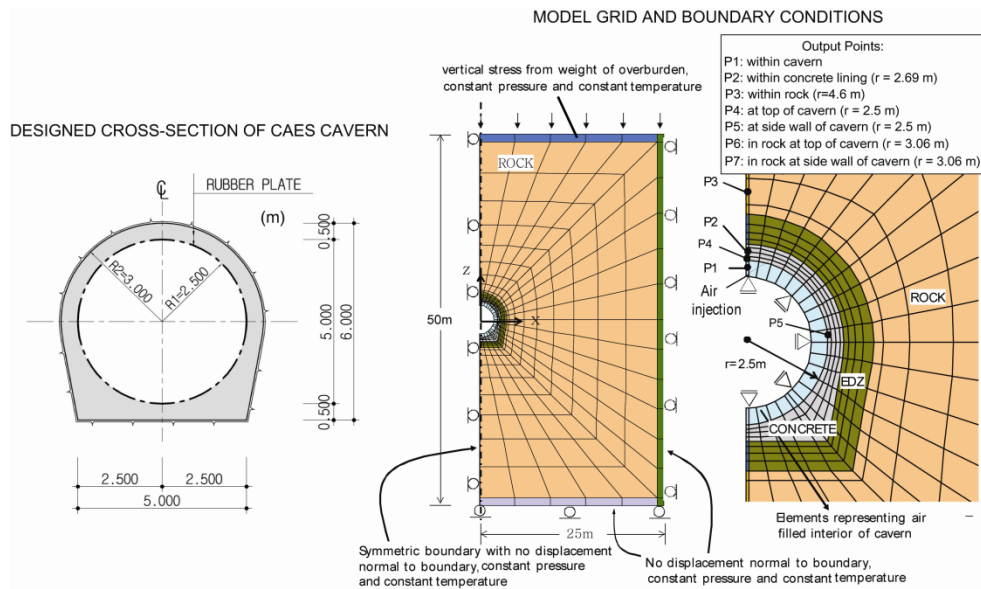 MODEL GRID AND BOUNDARY CONDITIONS
DESIGNED CROSS-SECTION OF CAES CAVERN
℄
RUBBER PLATE
(m)
R2=3.000
R1=2.500
0.500
5.000
0.500
6.000
2.500
2.500
5.000
vertical stress from weight of overburden,
constant pressure and constant temperature
ROCK
Z
X
50m
25m
Symmetric boundary with no displacement
normal to boundary, constant pressure
and constant temperature
No displacement normal to boundary,
constant pressure and constant temperature
Output Points:
P1: within cavern
P2: within concrete lining (r = 2.69 m)
P3: within rock (r=4.6 m)
P4: at top of cavern (r = 2.5 m)
P5: at side wall of cavern (r = 2.5 m)
P6: in rock at top of cavern (r = 3.06 m)
P7: in rock at side wall of cavern (r = 3.06 m)
P3
P2
P4
P1
Air
injection
P5
ROCK
r=2.5m
EDZ
CONCRETE
Elements representing air
filled interior of cavern